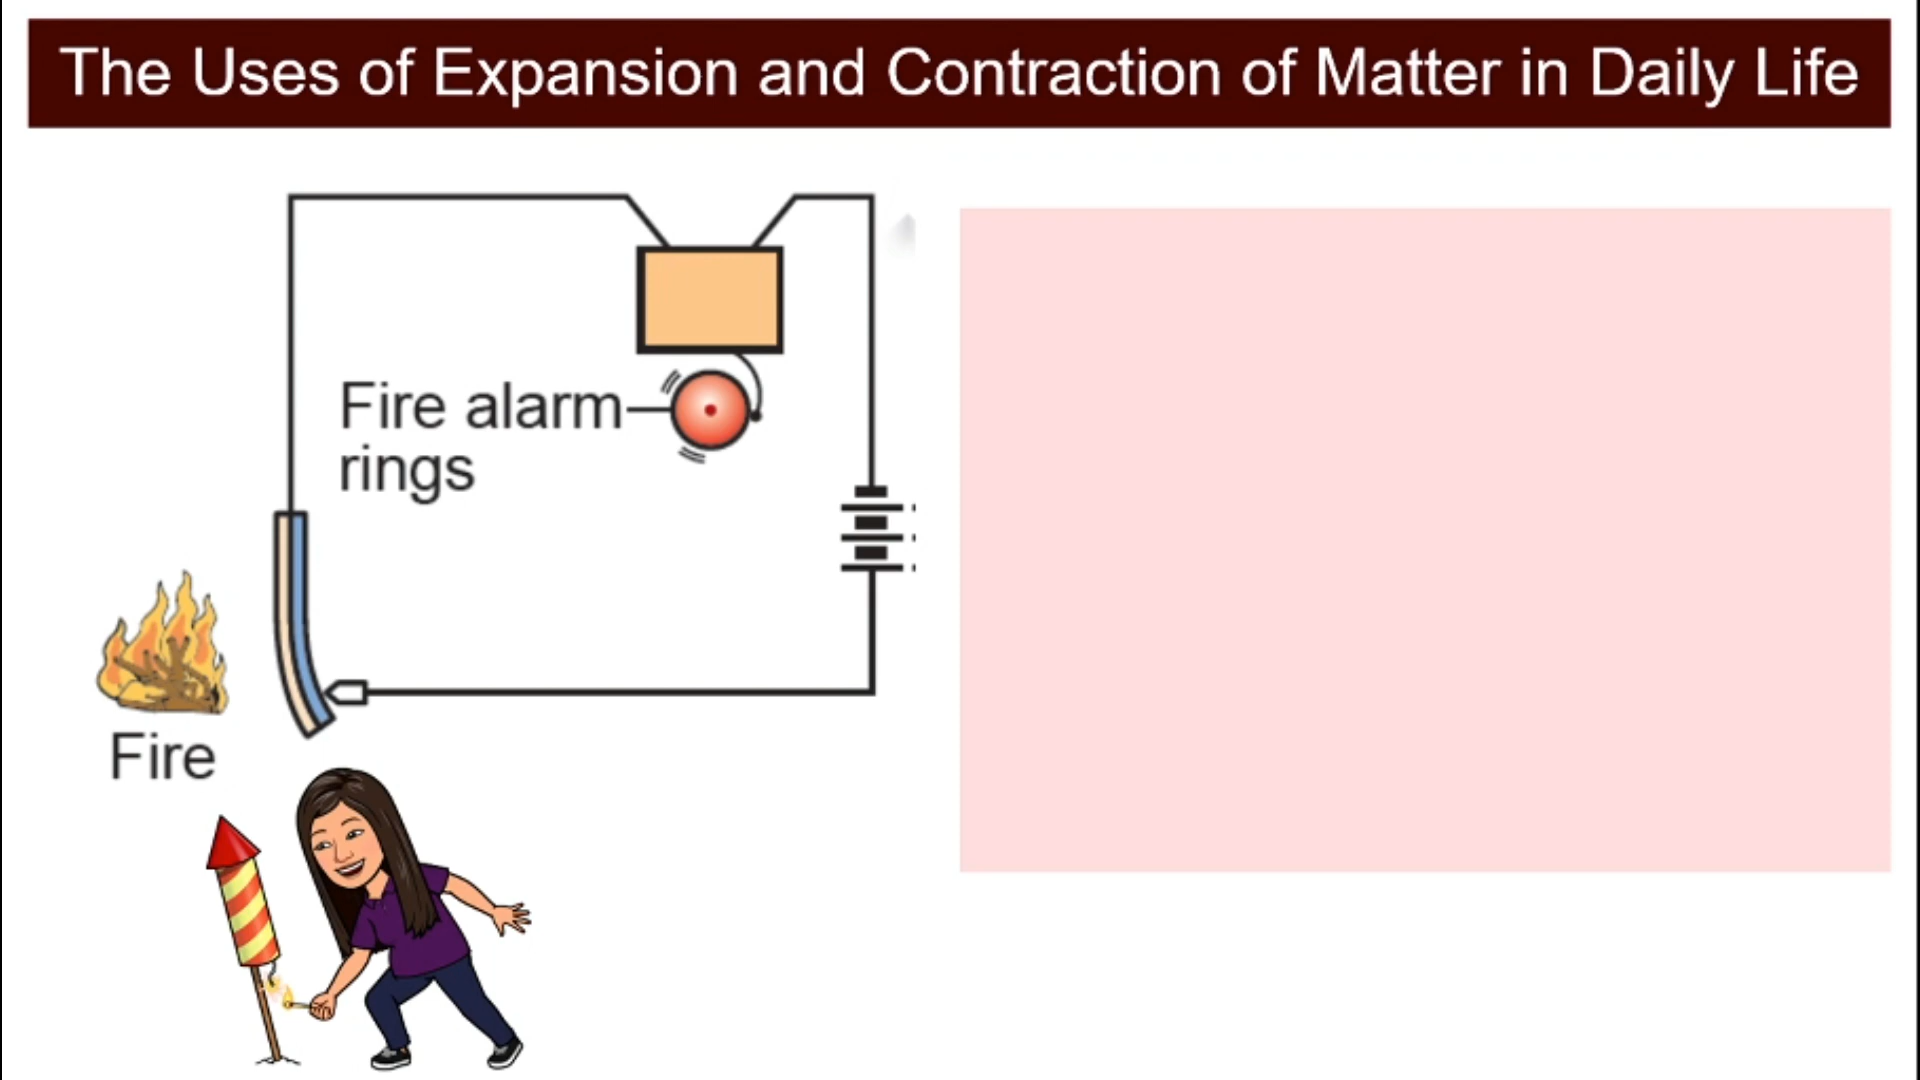 The Uses of Expansion and Contraction of Matter in Daily Life
Fire alarm
rings
Fire